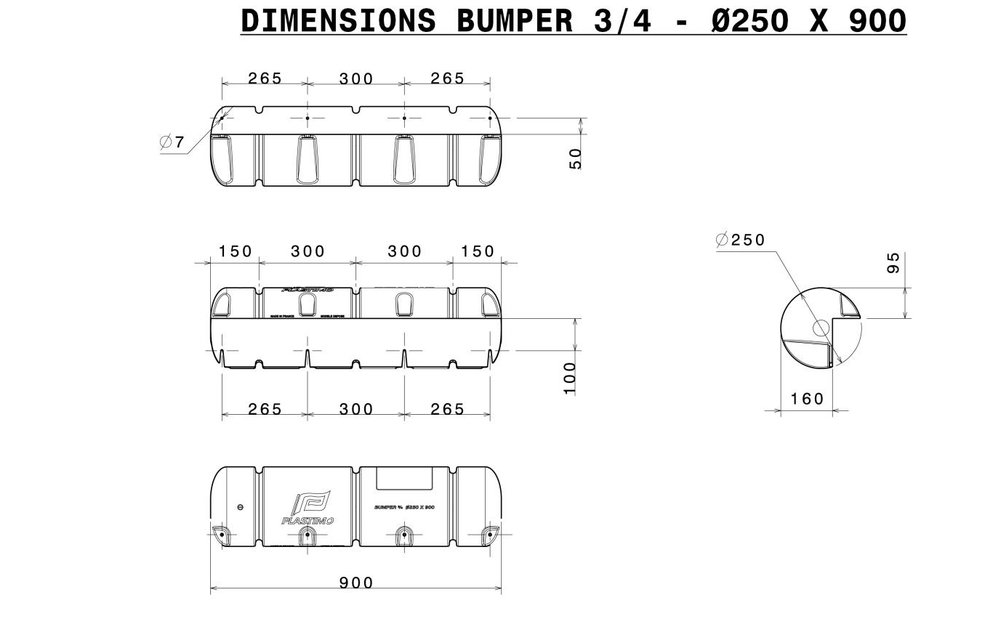 DIMENSIONS BUMPER 3/4 - Ø250 X 900
265 300 265
Ø7
50
150 300 300 150
PLASTIMO
MADE IN FRANCE MODELE DEPOSE
100
265 300 265
Ø250
95
160
PLASTIMO
BUMPER ¾ Ø250 X 900
900